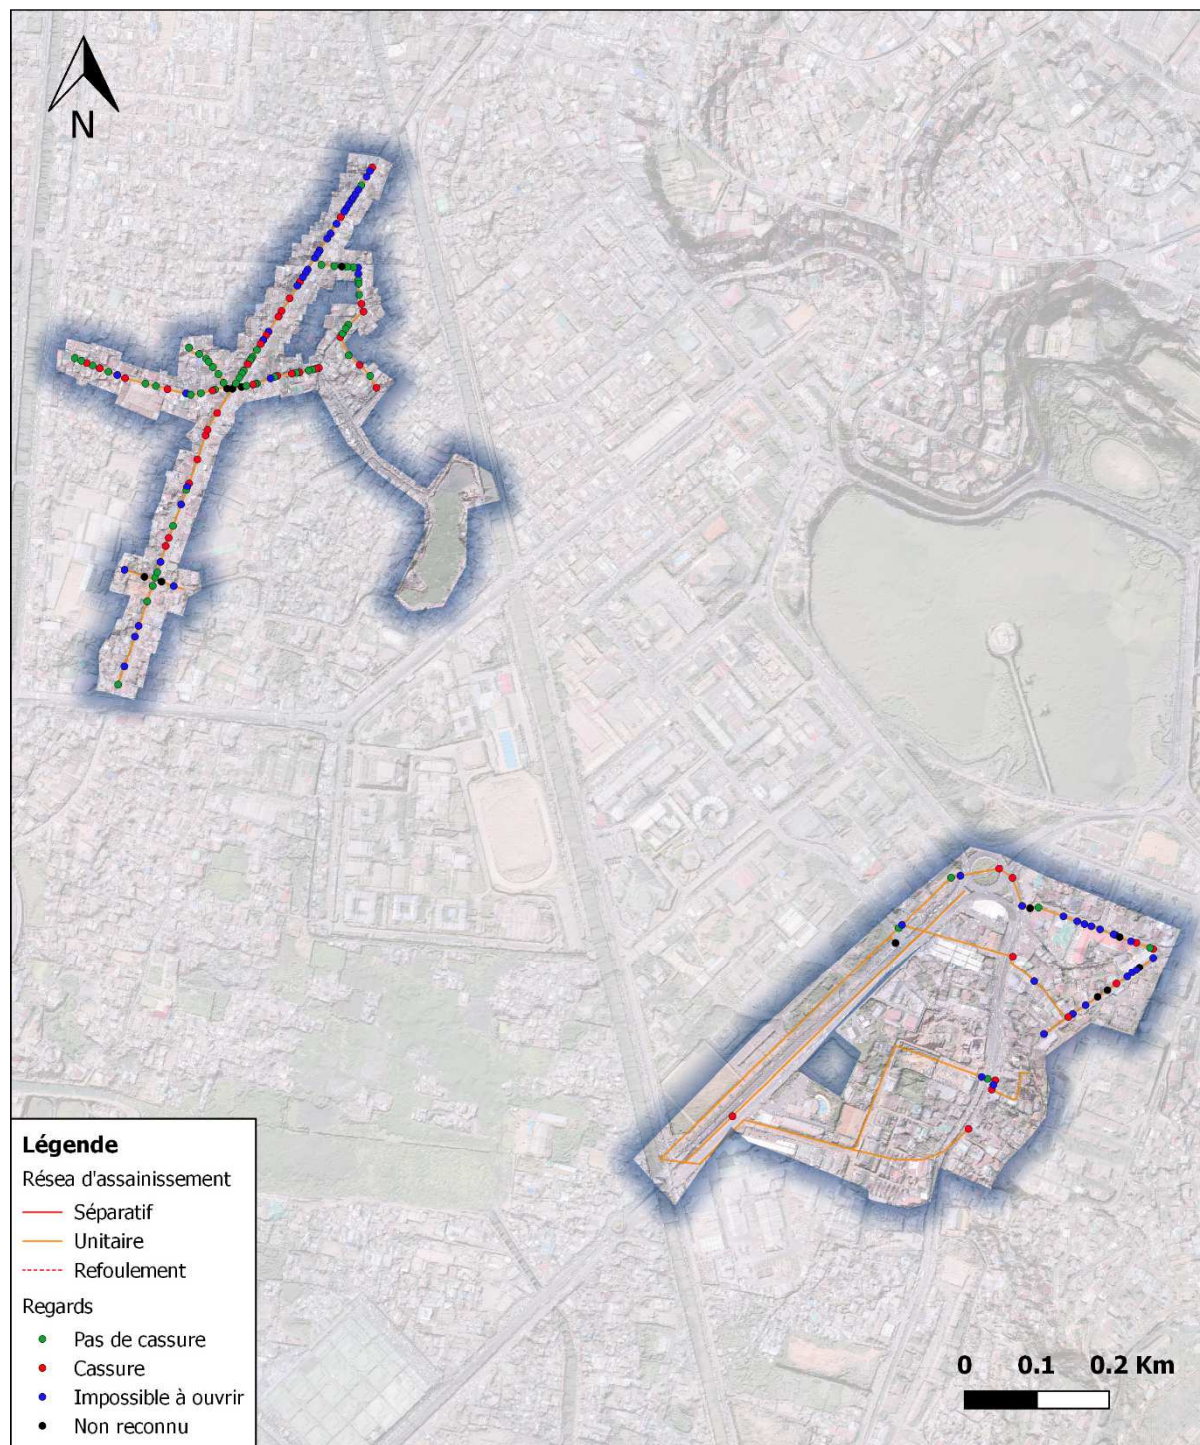 N
Légende
Résea d'assainissement
Séparatif
Unitaire
Refoulement
Regards
Pas de cassure
Cassure
Impossible à ouvrir
Non reconnu
0 0.1 0.2 Km